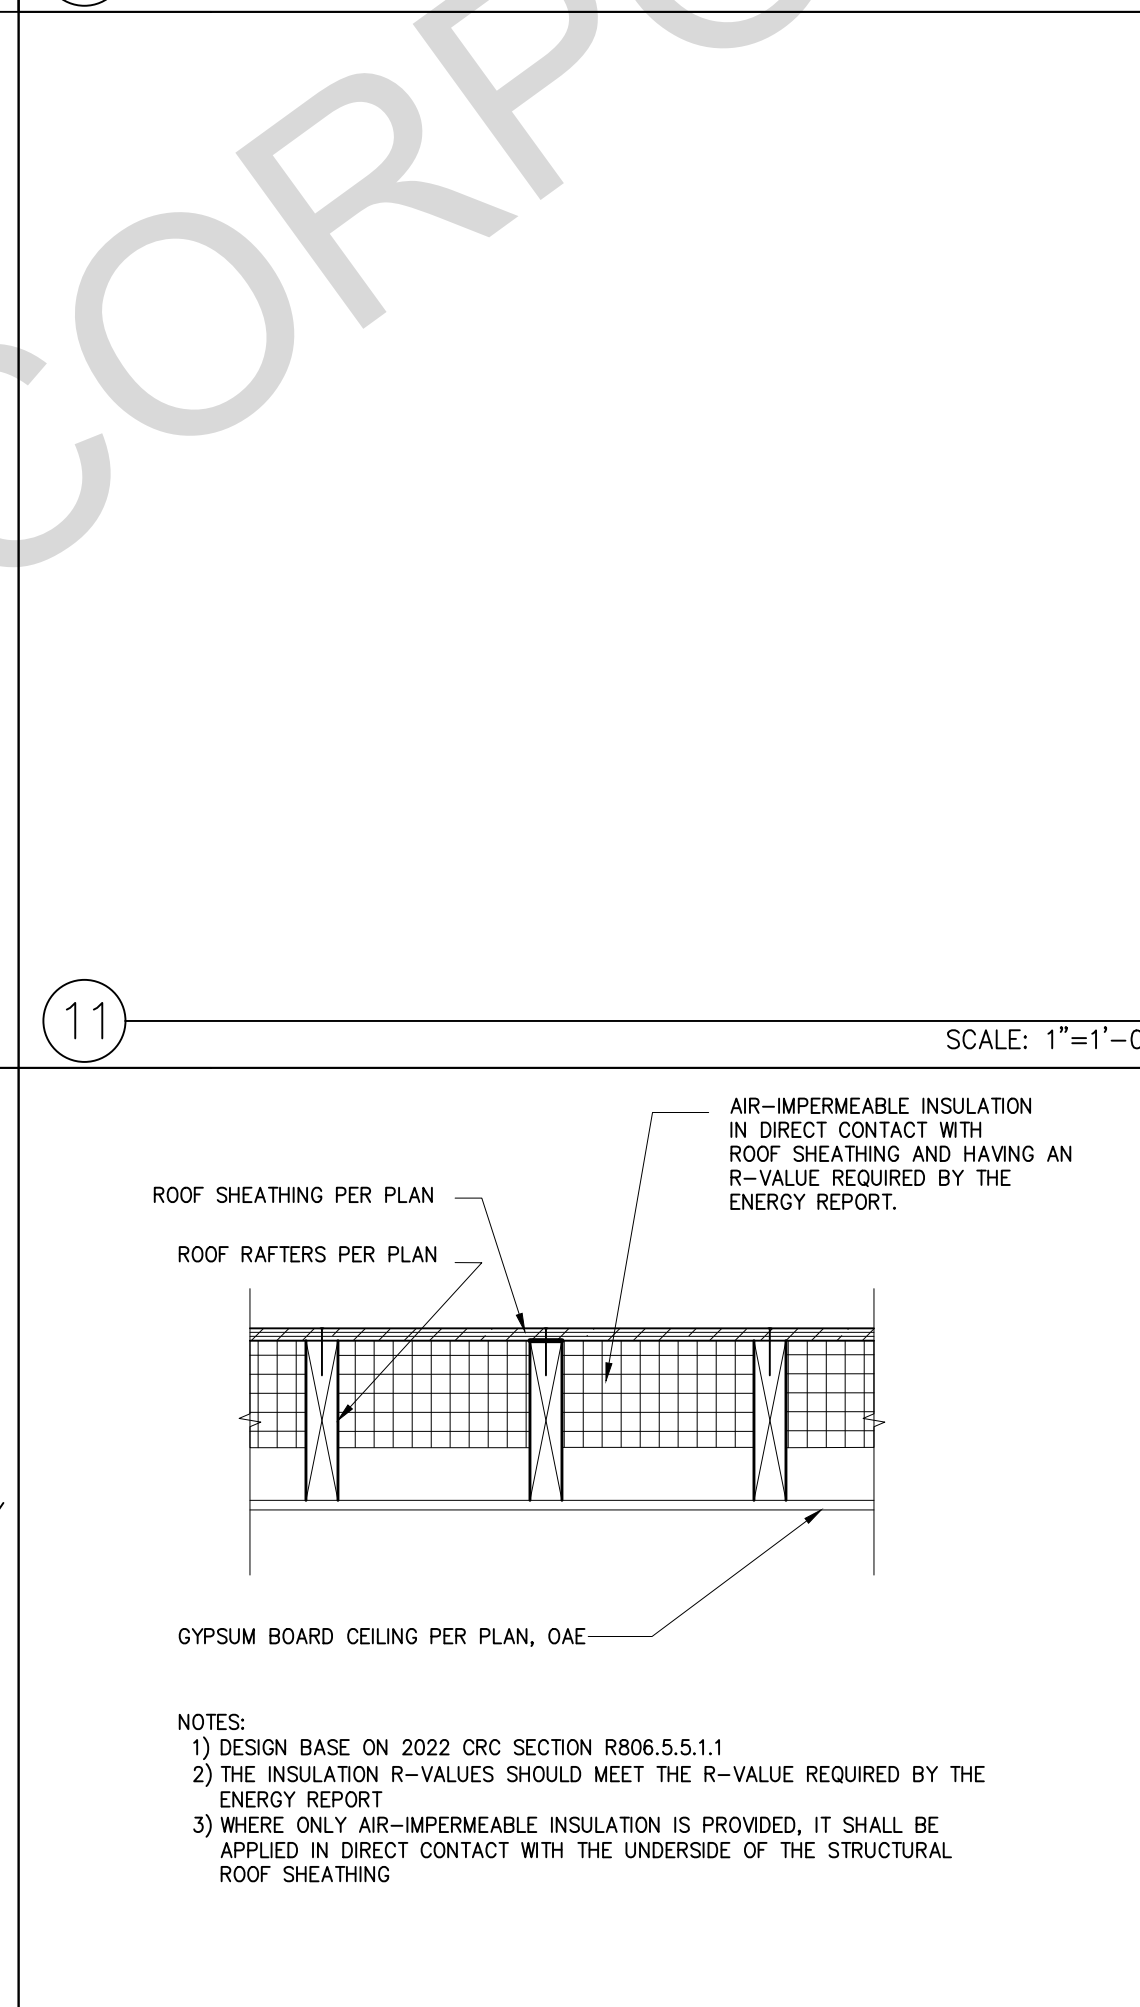 CORPO
11
SCALE: 1"=1'-0
AIR-IMPERMEABLE INSULATION
IN DIRECT CONTACT WITH
ROOF SHEATHING AND HAVING AN
R-VALUE REQUIRED BY THE
ENERGY REPORT.
ROOF SHEATHING PER PLAN
ROOF RAFTERS PER PLAN
GYPSUM BOARD CEILING PER PLAN, OAE
NOTES:
1) DESIGN BASE ON 2022 CRC SECTION R806.5.5.1.1
2) THE INSULATION R-VALUES SHOULD MEET THE R-VALUE REQUIRED BY THE
ENERGY REPORT
3) WHERE ONLY AIR-IMPERMEABLE INSULATION IS PROVIDED, IT SHALL BE
APPLIED IN DIRECT CONTACT WITH THE UNDERSIDE OF THE STRUCTURAL
ROOF SHEATHING